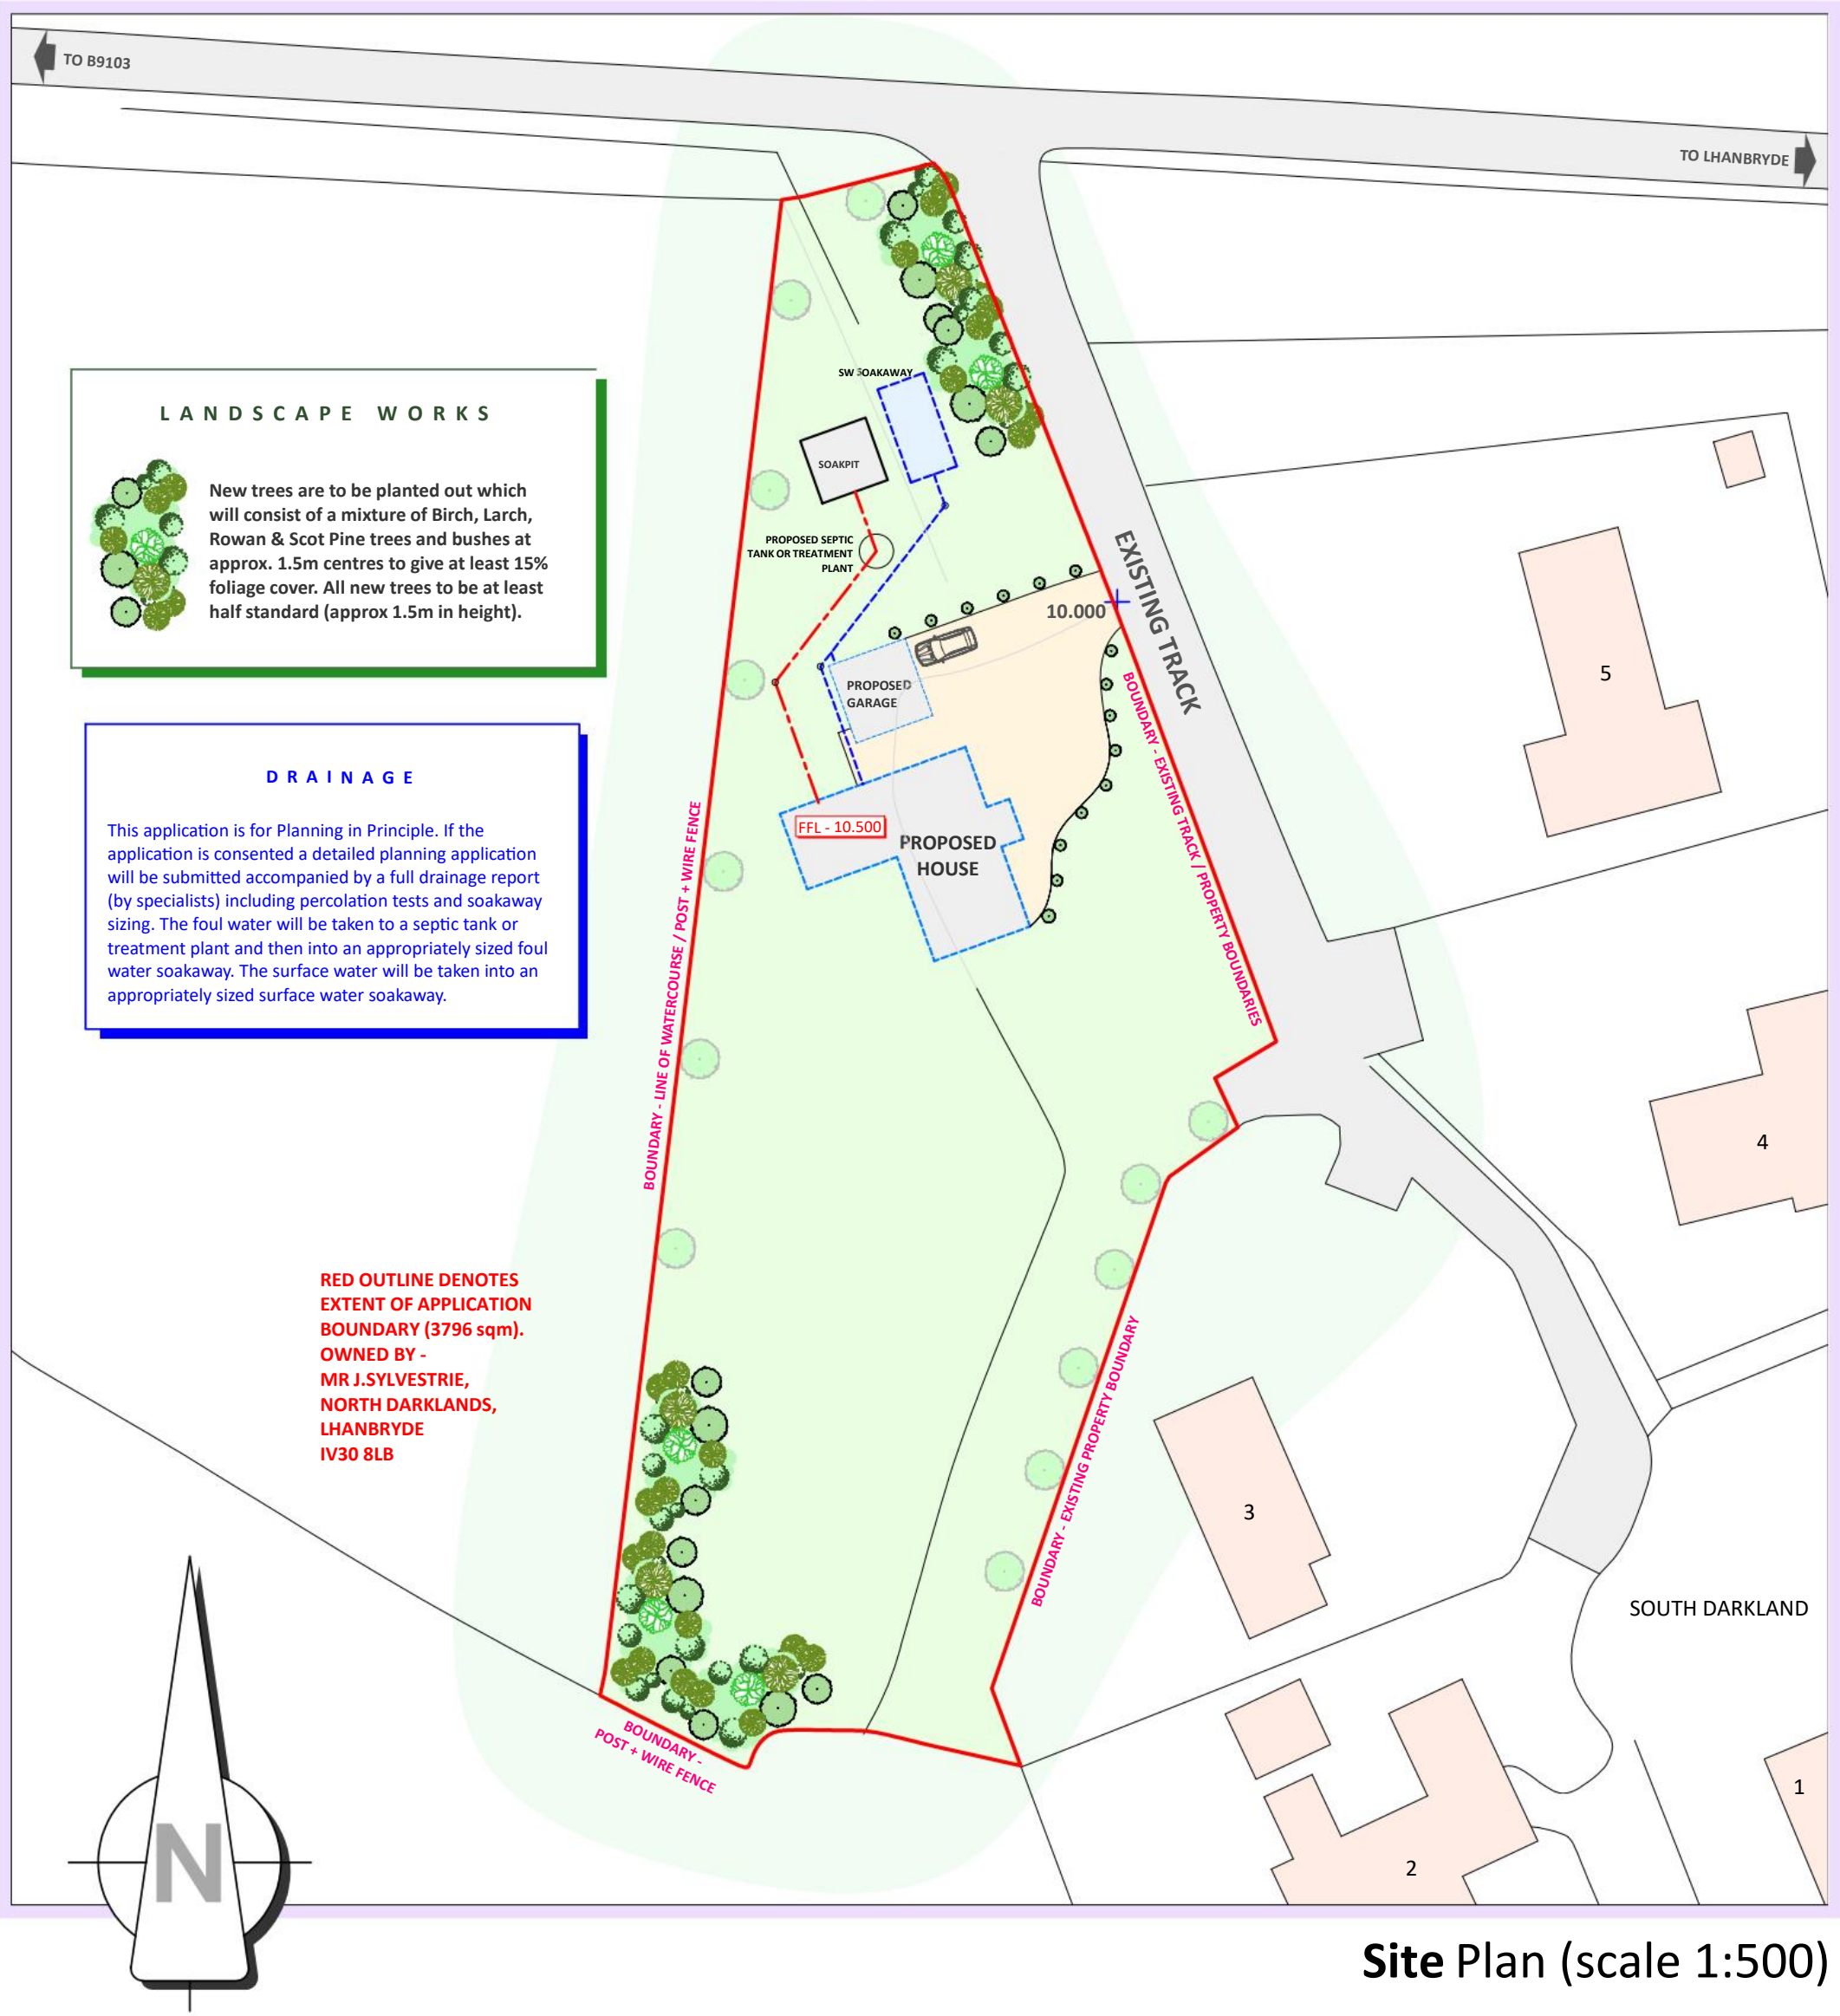 TO B9103
TO LHANBRYDE
LANDSCAPE WORKS
New trees are to be planted out which
will consist of a mixture of Birch, Larch,
Rowan & Scot Pine trees and bushes at
approx. 1.5m centres to give at least 15%
foliage cover. All new trees to be at least
half standard (approx 1.5m in height).
DRAINAGE
This application is for Planning in Principle. If the
application is consented a detailed planning application
will be submitted accompanied by a full drainage report
(by specialists) including percolation tests and soakaway
sizing. The foul water will be taken to a septic tank or
treatment plant and then into an appropriately sized foul
water soakaway. The surface water will be taken into an
appropriately sized surface water soakaway.
RED OUTLINE DENOTES
EXTENT OF APPLICATION
BOUNDARY (3796 sqm).
OWNED BY -
MR J.SYLVESTRIE,
NORTH DARKLANDS,
LHANBRYDE
IV30 8LB
SW SOAKAWAY
SOAKPIT
PROPOSED SEPTIC
TANK OR TREATMENT
PLANT
10.000
EXISTING TRACK
PROPOSED
GARAGE
FFL - 10.500
PROPOSED
HOUSE
BOUNDARY - LINE OF WATERCOURSE / POST + WIRE FENCE
BOUNDARY - EXISTING TRACK / PROPERTY BOUNDARIES
BOUNDARY - EXISTING PROPERTY BOUNDARY
BOUNDARY -
POST + WIRE FENCE
5
4
3
SOUTH DARKLAND
1
2
N
Site Plan (scale 1:500)